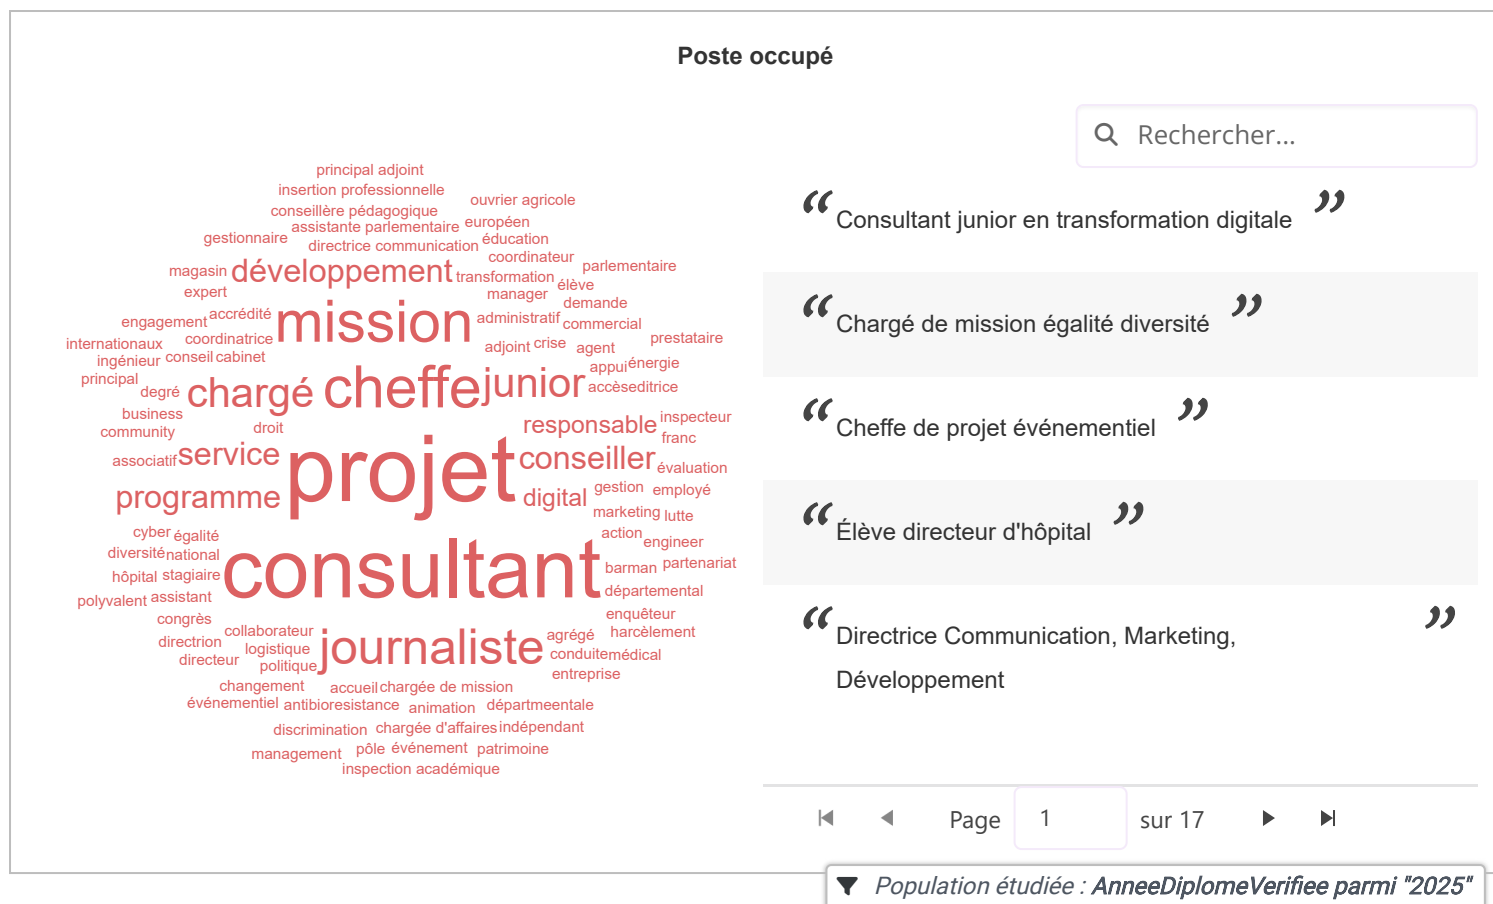 Poste occupé
Rechercher...
principal adjoint
insertion professionnelle
ouvrier agricole
conseillère pédagogique
assistante parlementaire européen
gestionnaire directrice communication éducation
coordinateur
magasin développement transformation parlementaire
élève
expert manager
demande
engagement accrédité mission administratif commercial
internationaux coordinatrice adjoint crise agent prestataire
ingénieur conseil cabinet appui énergie
principal degré chargé cheffe junior accès editrice
business
community droit responsable inspecteur
franc
associatif service projet conseiller évaluation
programme digital gestion employé
marketing lutte
cyber égalité action engineer
diversité national
hôpital stagiaire consultant barman partenariat
polyvalent assistant départemental
congrès enquêteur
directrion collaborateur journaliste agrégé harcèlement
logistique
directeur politique conduite médical
entreprise
changement accueil chargée de mission
événementiel antibioresistance animation départmeentale
discrimination chargée d'affaires indépendant
management pôle événement patrimoine
inspection académique
“ Consultant junior en transformation digitale ”
“ Chargé de mission égalité diversité ”
“ Cheffe de projet événementiel ”
“ Élève directeur d'hôpital ”
“ Directrice Communication, Marketing, ”
Développement
Page 1 sur 17
Population étudiée : AnneeDiplomeVerifiee parmi "2025"